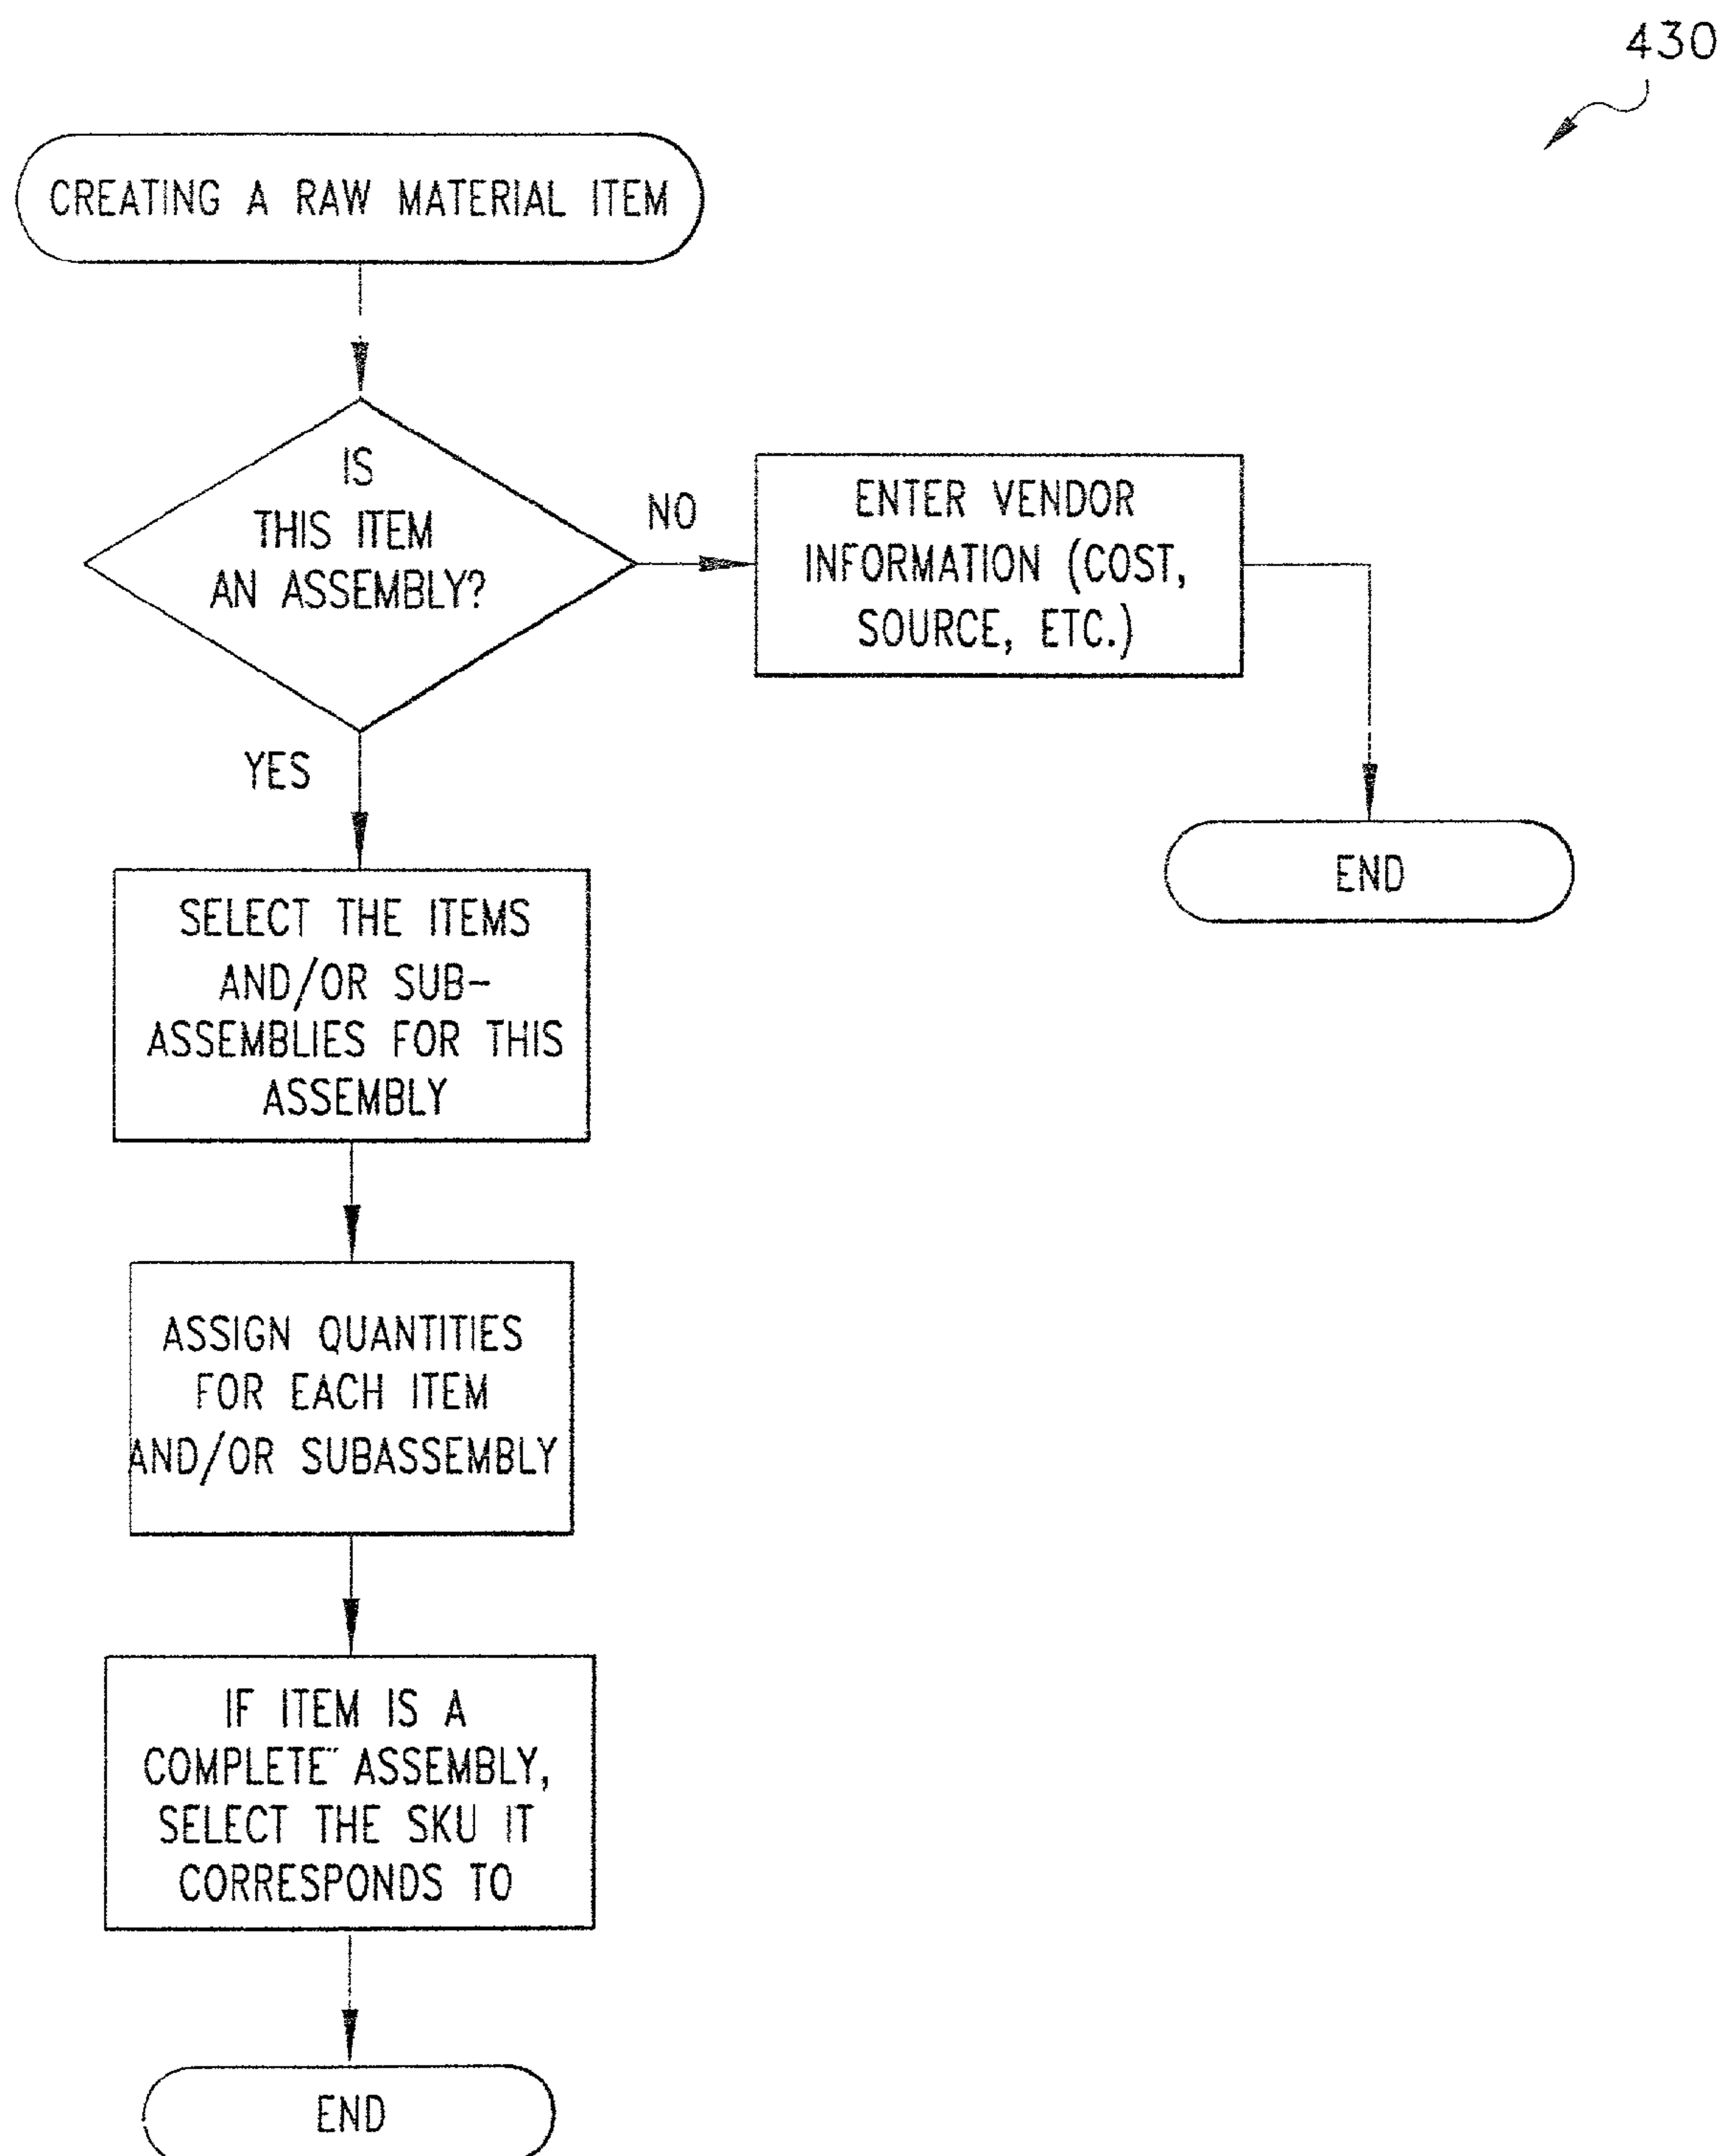 430
CREATING A RAW MATERIAL ITEM
IS
THIS ITEM
AN ASSEMBLY?
NO
ENTER VENDOR
INFORMATION (COST,
SOURCE, ETC.)
END
YES
SELECT THE ITEMS
AND/OR SUB-
ASSEMBLIES FOR THIS
ASSEMBLY
ASSIGN QUANTITIES
FOR EACH ITEM
AND/OR SUBASSEMBLY
IF ITEM IS A
COMPLETE ASSEMBLY,
SELECT THE SKU IT
CORRESPONDS TO
END